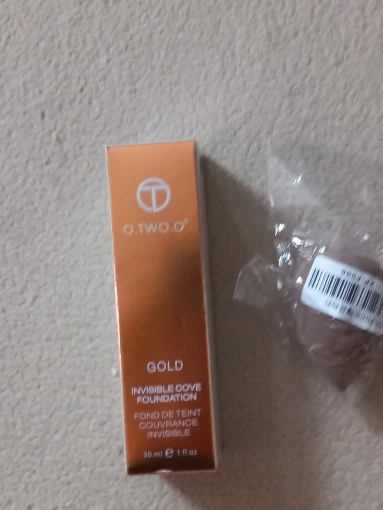 O.TWO.O®
GOLD
INVISIBLE COVE
FOUNDATION
FOND DE TEINT
COUVRANCE
INVISIBLE
30 ml e 1 fl oz